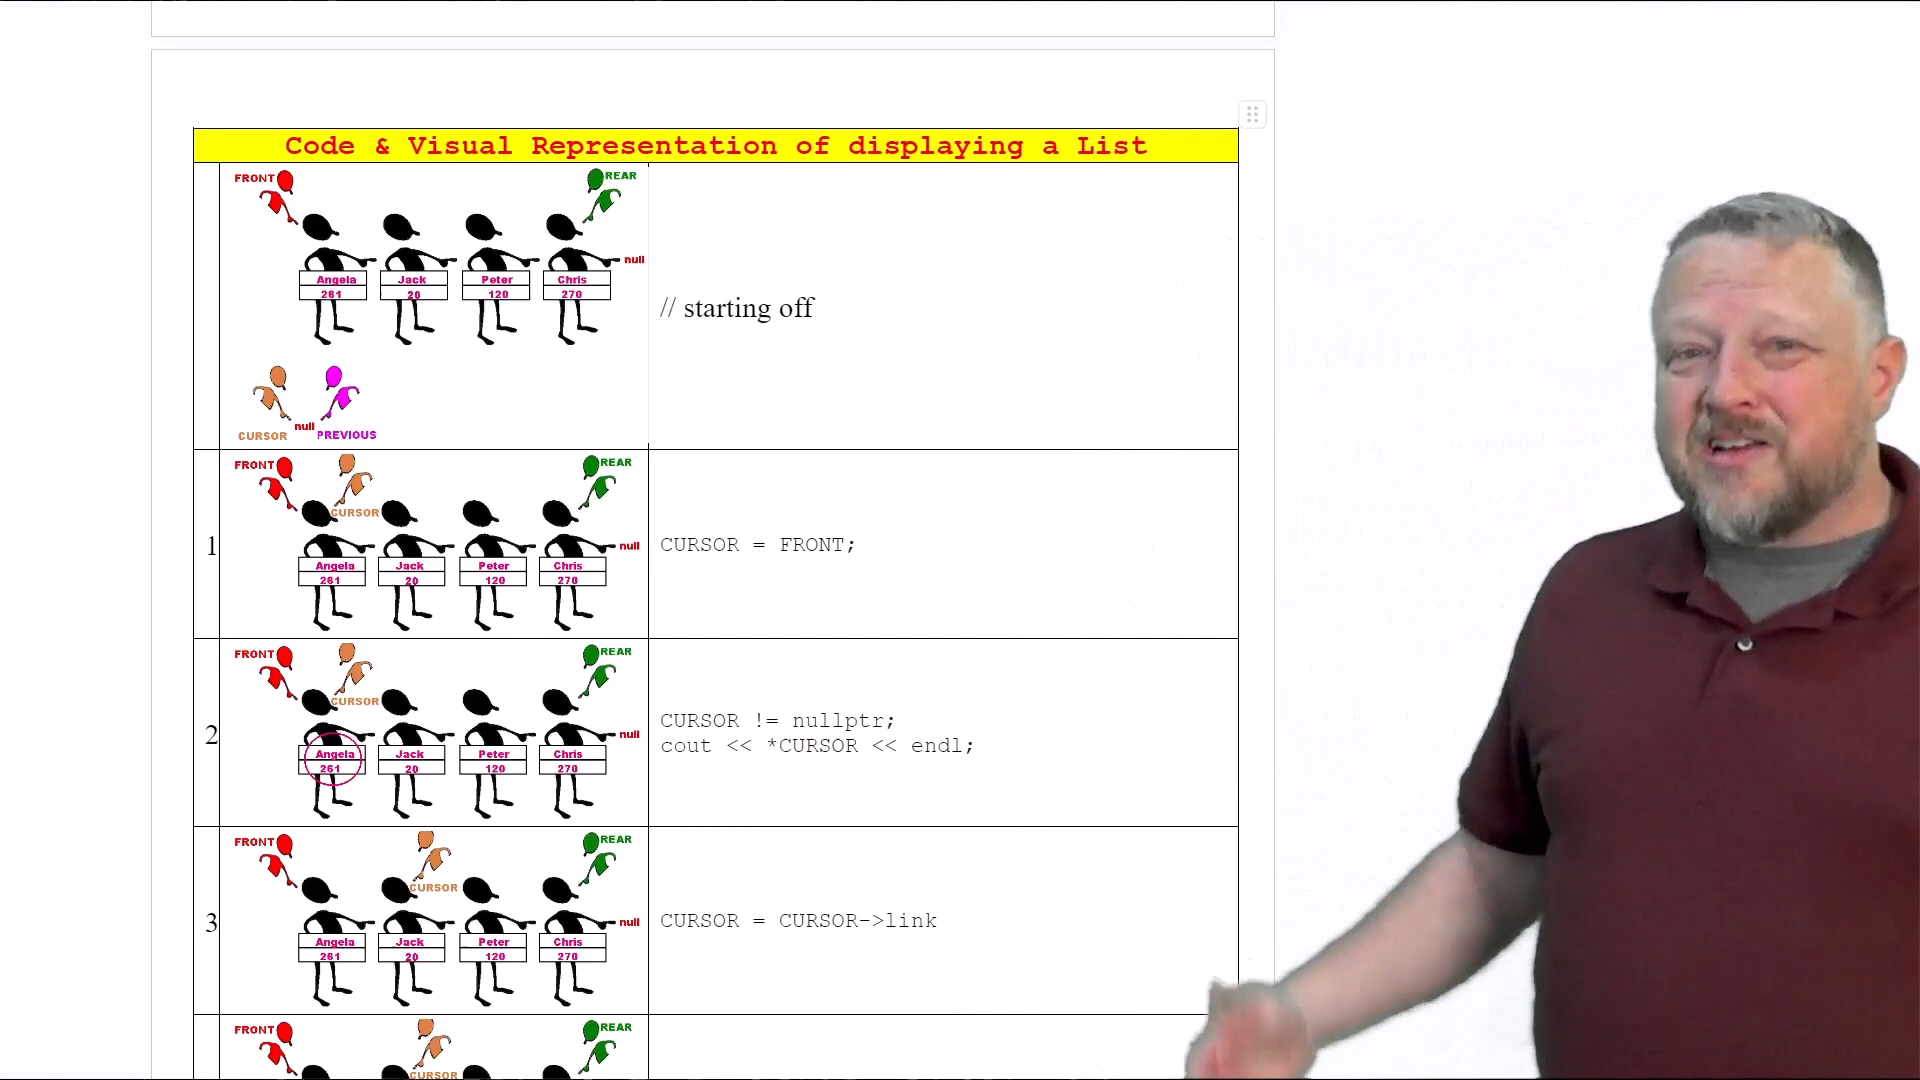 Code & Visual Representation of displaying a List
FRONT REAR
null
Angela Jack Peter Chris
261 20 120 270
// starting off
null
CURSOR PREVIOUS
FRONT REAR
CURSOR
1 null CURSOR = FRONT;
Angela Jack Peter Chris
261 20 120 270
FRONT REAR
CURSOR
CURSOR != nullptr;
2 null
cout << *CURSOR << endl;
Angela Jack Peter Chris
261 20 120 270
FRONT REAR
CURSOR
3 null CURSOR = CURSOR->link
Angela Jack Peter Chris
261 20 120 270
FRONT REAR
CURSOR